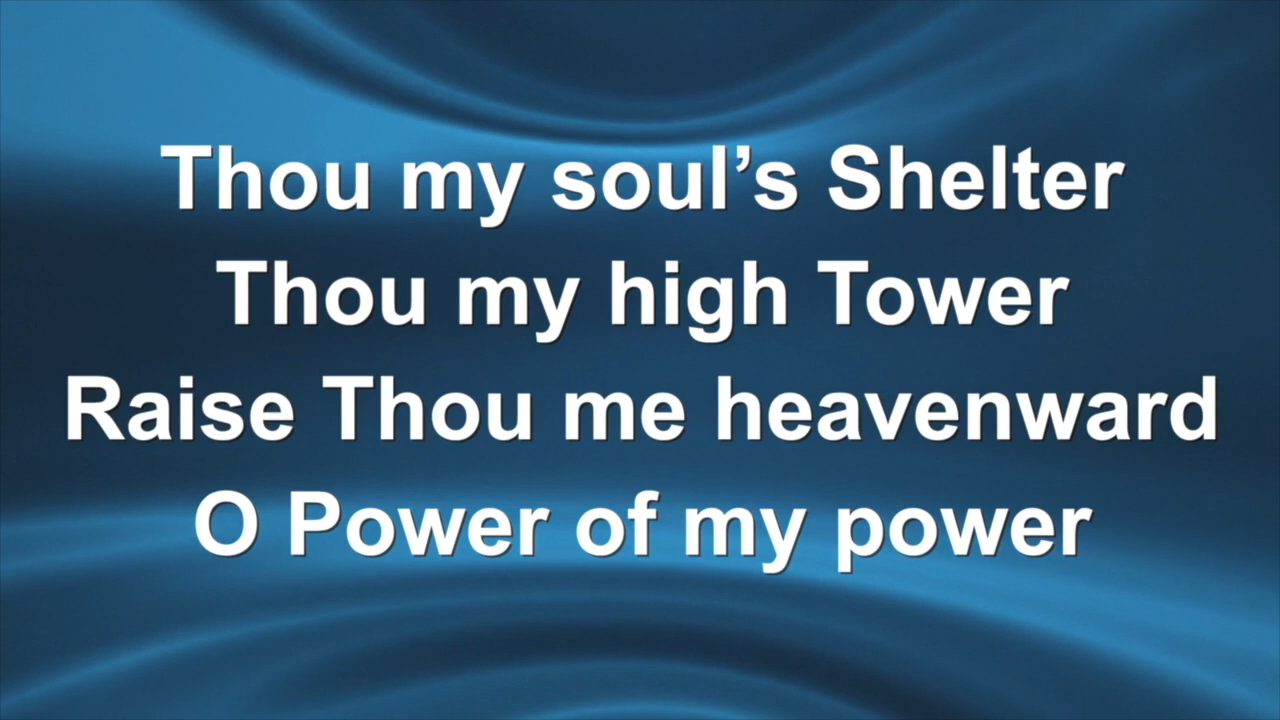 Thou my soul’s Shelter
Thou my high Tower
Raise Thou me heavenward
O Power of my power